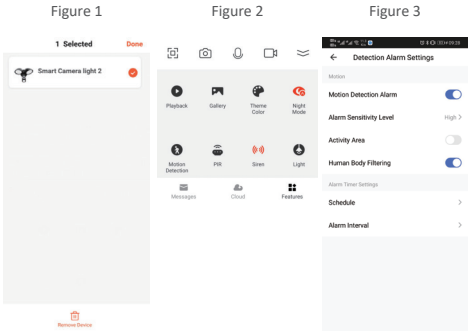 Figure 1
Figure 2
Figure 3
1 Selected
Done
Smart Camera light 2
Remove Device
Playback
Gallery
Theme Color
Night Mode
Motion Detection
PIR
Siren
Light
Messages
Cloud
Features
09:20
Detection Alarm Settings
Motion
Motion Detection Alarm
Alarm Sensitivity Level
High >
Activity Area
Human Body Filtering
Alarm Timer Settings
Schedule
Alarm Interval